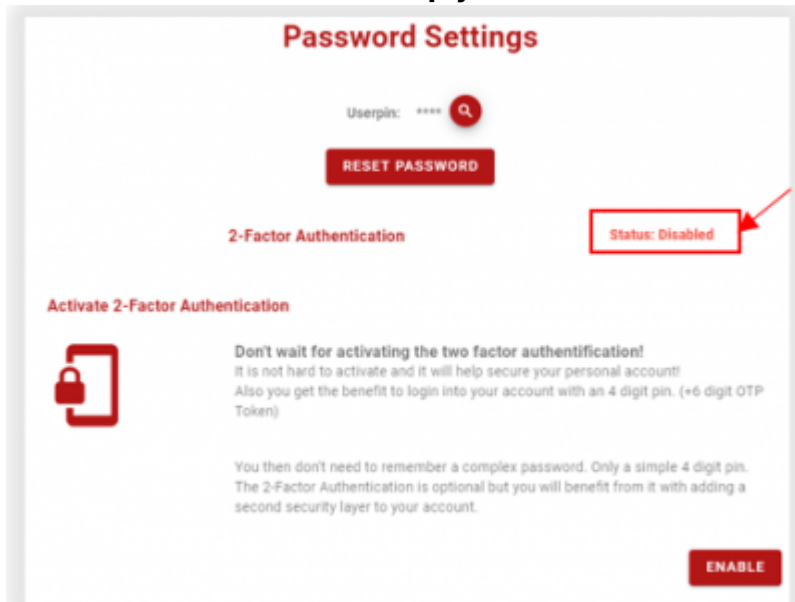 Password Settings
Userpin: ****
RESET PASSWORD
2-Factor Authentication
Status: Disabled
Activate 2-Factor Authentication
Don't wait for activating the two factor authentification!
It is not hard to activate and it will help secure your personal account!
Also you get the benefit to login into your account with an 4 digit pin. (+6 digit OTP
Token)
You then don't need to remember a complex password. Only a simple 4 digit pin.
The 2-Factor Authentication is optional but you will benefit from it with adding a
second security layer to your account.
ENABLE